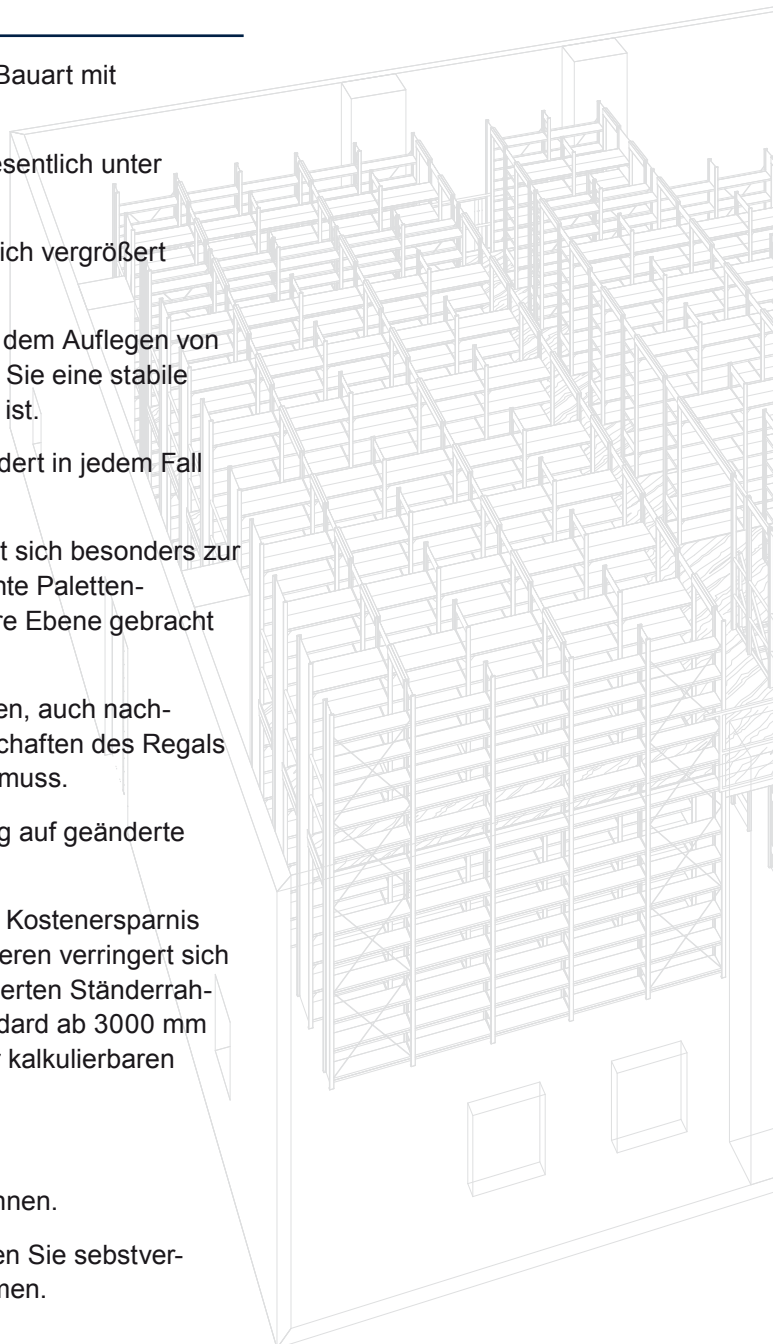 Bauart mit
esentlich unter
ich vergrößert
dem Auflegen von
Sie eine stabile
ist.
dert in jedem Fall
t sich besonders zur
nte Paletten-
re Ebene gebracht
en, auch nach-
schaften des Regals
muss.
g auf geänderte
Kostenersparnis
eren verringert sich
erten Ständerrah-
dard ab 3000 mm
kalkulierbaren
nnen.
en Sie sebstver-
men.